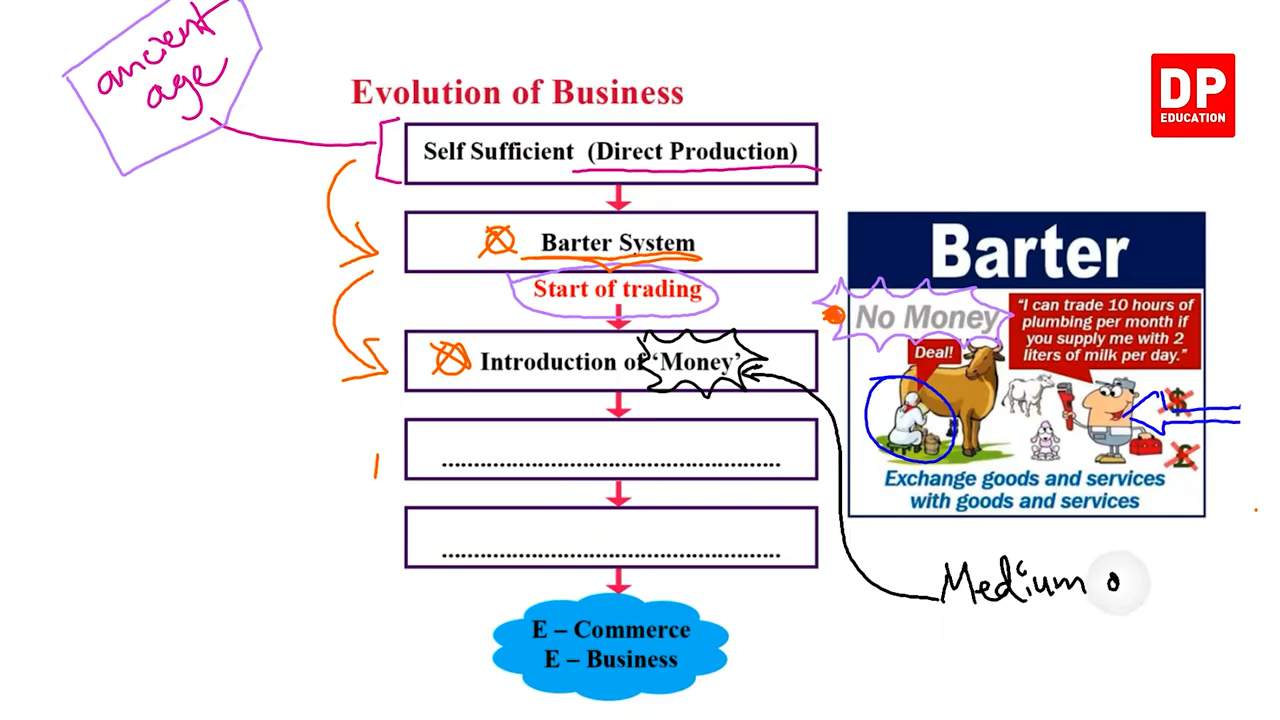 ancient
age
Evolution of Business
DP
EDUCATION
Self Sufficient (Direct Production)
Barter System
Start of trading
Introduction of ‘Money’
................................................................
................................................................
E – Commerce
E – Business
Barter
No Money
“I can trade 10 hours of
plumbing per month if
you supply me with 2
liters of milk per day.”
Deal!
$
£
Exchange goods and services
with goods and services
Medium o